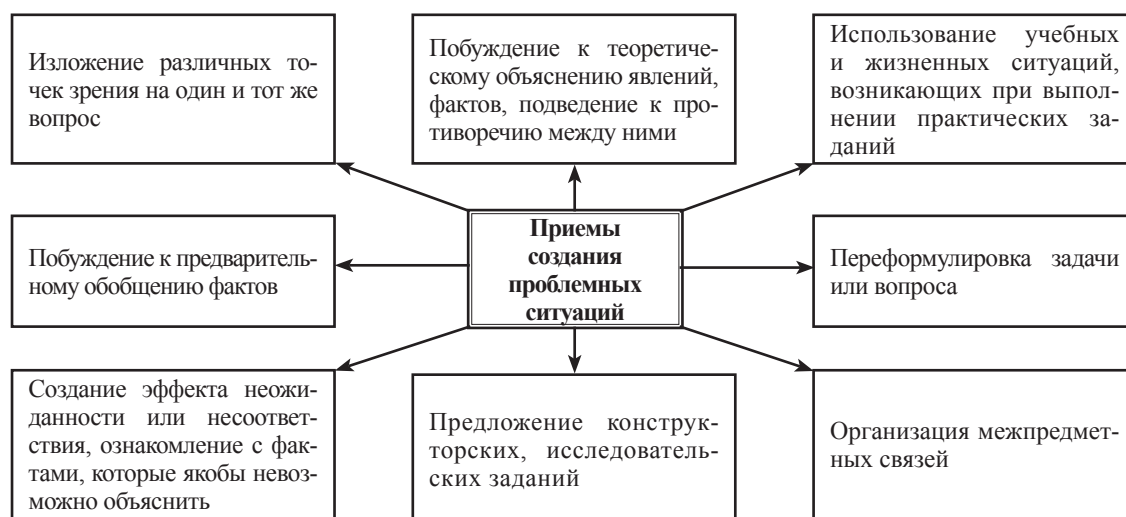 Изложение различных то-
чек зрения на один и тот же
вопрос
Побуждение к теоретиче-
скому объяснению явлений,
фактов, подведение к про-
тиворечию между ними
Использование учебных
и жизненных ситуаций,
возникающих при выпол-
нении практических за-
даний
Побуждение к предваритель-
ному обобщению фактов
Приемы
создания
проблемных
ситуаций
Переформулировка задачи
или вопроса
Создание эффекта неожи-
данности или несоответ-
ствия, ознакомление с фак-
тами, которые якобы невоз-
можно объяснить
Предложение конструк-
торских, исследователь-
ских заданий
Организация межпредмет-
ных связей